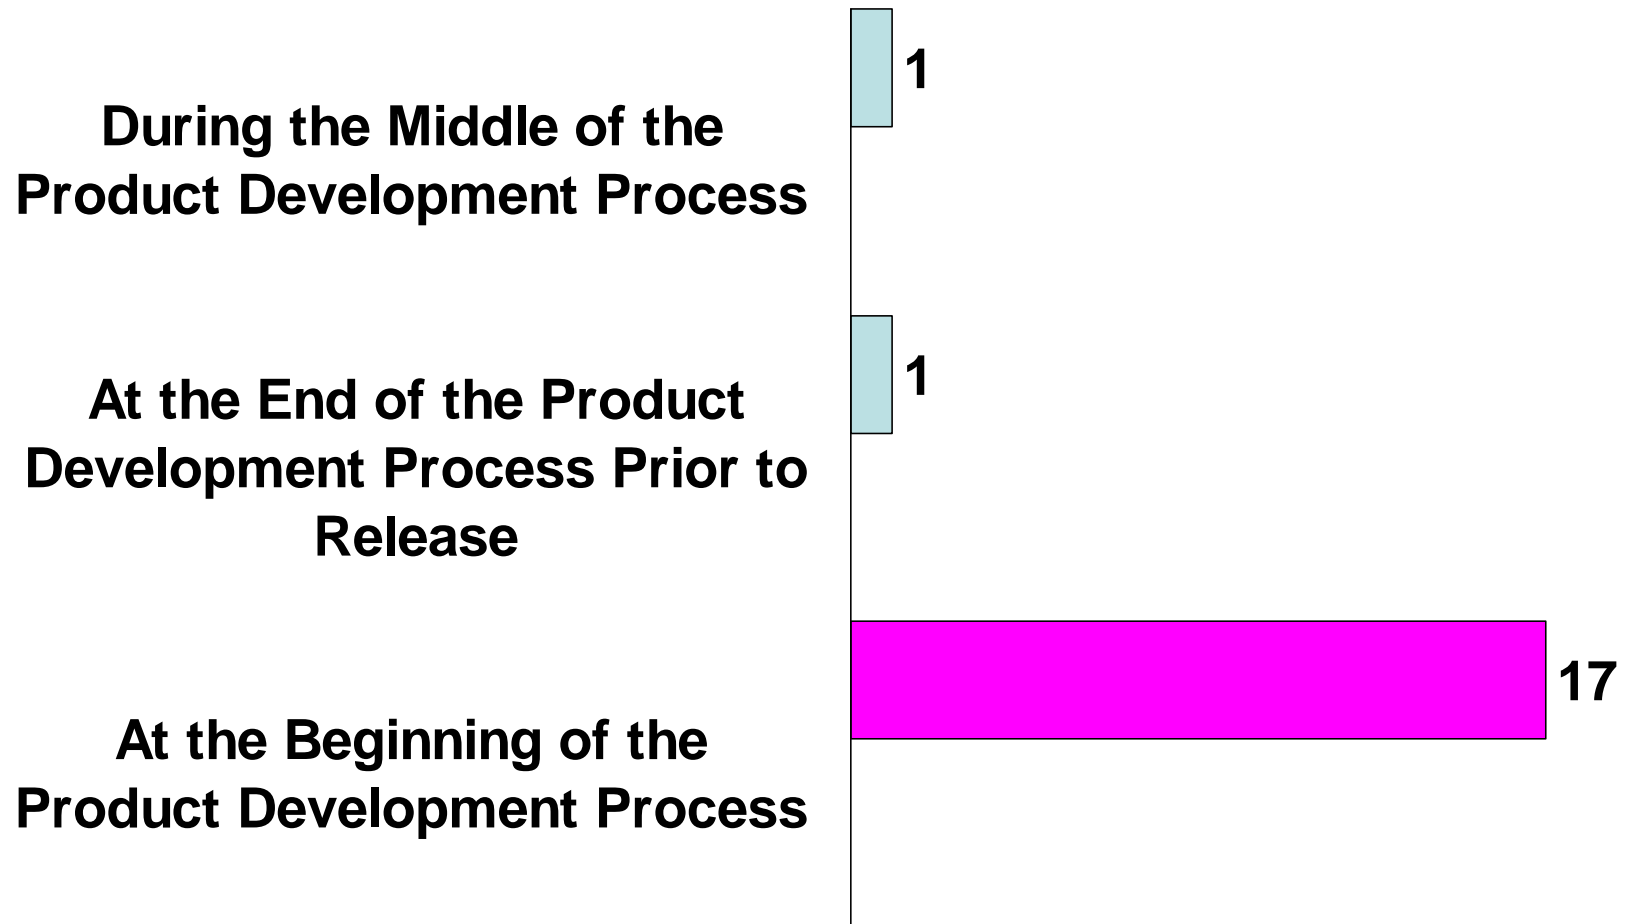 1
During the Middle of the
Product Development Process
1
At the End of the Product
Development Process Prior to
Release
17
At the Beginning of the
Product Development Process